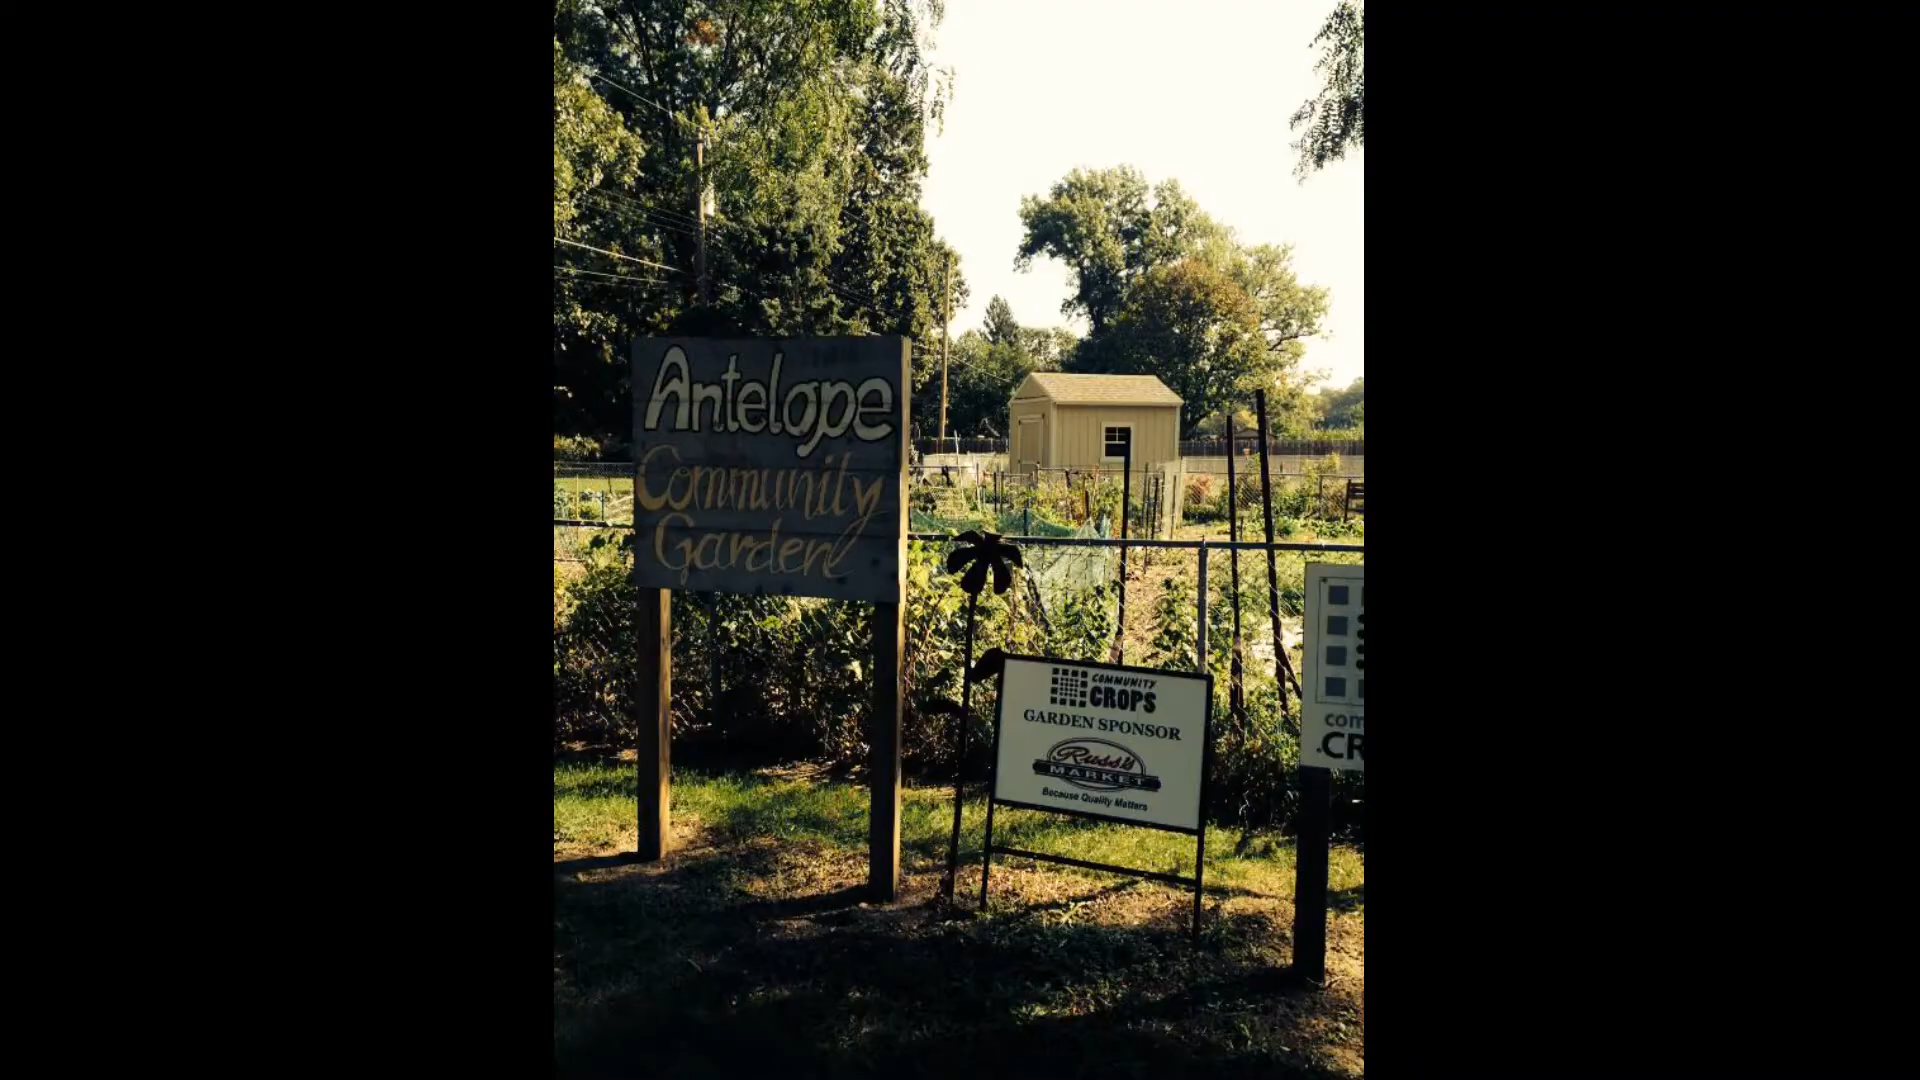 Antelope
Community
Garden
COMMUNITY
CROPS
GARDEN SPONSOR
Russ's
MARKET
Because Quality Matters
com
CR